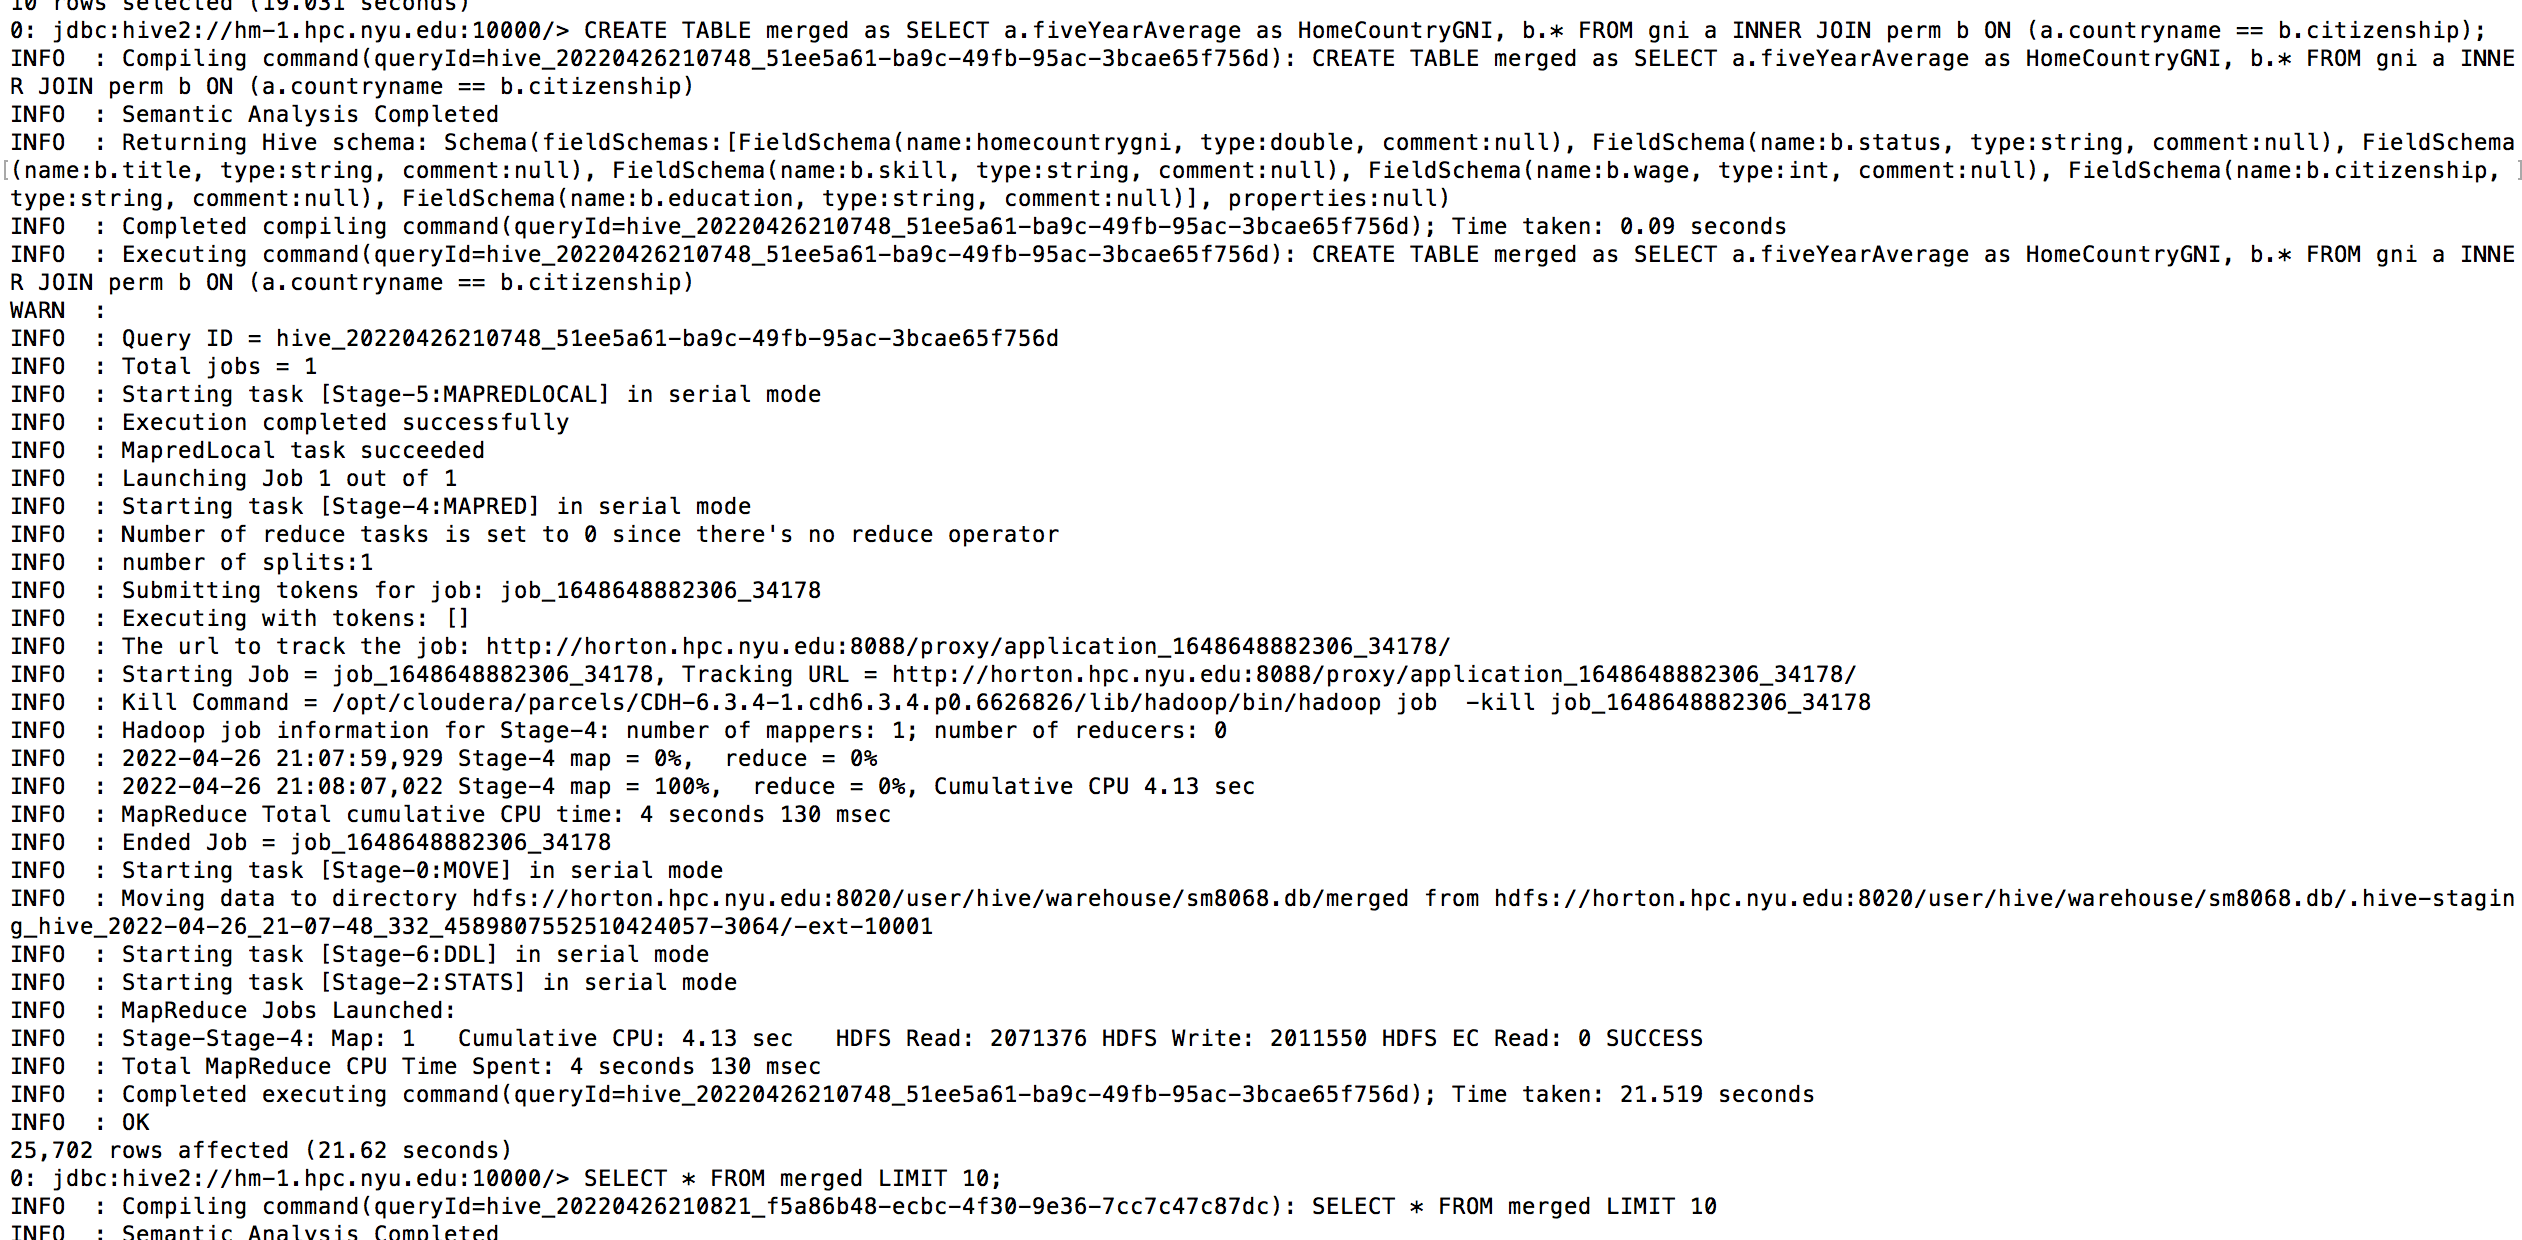 10 rows selected (19.031 seconds)
0: jdbc:hive2://hm-1.hpc.nyu.edu:10000/> CREATE TABLE merged as SELECT a.fiveYearAverage as HomeCountryGNI, b.* FROM gni a INNER JOIN perm b ON (a.countryname == b.citizenship);
INFO  : Compiling command(queryId=hive_20220426210748_51ee5a61-ba9c-49fb-95ac-3bcae65f756d): CREATE TABLE merged as SELECT a.fiveYearAverage as HomeCountryGNI, b.* FROM gni a INNE
R JOIN perm b ON (a.countryname == b.citizenship)
INFO  : Semantic Analysis Completed
INFO  : Returning Hive schema: Schema(fieldSchemas:[FieldSchema(name:homecountrygni, type:double, comment:null), FieldSchema(name:b.status, type:string, comment:null), FieldSchema
[(name:b.title, type:string, comment:null), FieldSchema(name:b.skill, type:string, comment:null), FieldSchema(name:b.wage, type:int, comment:null), FieldSchema(name:b.citizenship, ]
type:string, comment:null), FieldSchema(name:b.education, type:string, comment:null)], properties:null)
INFO  : Completed compiling command(queryId=hive_20220426210748_51ee5a61-ba9c-49fb-95ac-3bcae65f756d); Time taken: 0.09 seconds
INFO  : Executing command(queryId=hive_20220426210748_51ee5a61-ba9c-49fb-95ac-3bcae65f756d): CREATE TABLE merged as SELECT a.fiveYearAverage as HomeCountryGNI, b.* FROM gni a INNE
R JOIN perm b ON (a.countryname == b.citizenship)
WARN  :
INFO  : Query ID = hive_20220426210748_51ee5a61-ba9c-49fb-95ac-3bcae65f756d
INFO  : Total jobs = 1
INFO  : Starting task [Stage-5:MAPREDLOCAL] in serial mode
INFO  : Execution completed successfully
INFO  : MapredLocal task succeeded
INFO  : Launching Job 1 out of 1
INFO  : Starting task [Stage-4:MAPRED] in serial mode
INFO  : Number of reduce tasks is set to 0 since there's no reduce operator
INFO  : number of splits:1
INFO  : Submitting tokens for job: job_1648648882306_34178
INFO  : Executing with tokens: []
INFO  : The url to track the job: http://horton.hpc.nyu.edu:8088/proxy/application_1648648882306_34178/
INFO  : Starting Job = job_1648648882306_34178, Tracking URL = http://horton.hpc.nyu.edu:8088/proxy/application_1648648882306_34178/
INFO  : Kill Command = /opt/cloudera/parcels/CDH-6.3.4-1.cdh6.3.4.p0.6626826/lib/hadoop/bin/hadoop job  -kill job_1648648882306_34178
INFO  : Hadoop job information for Stage-4: number of mappers: 1; number of reducers: 0
INFO  : 2022-04-26 21:07:59,929 Stage-4 map = 0%,  reduce = 0%
INFO  : 2022-04-26 21:08:07,022 Stage-4 map = 100%,  reduce = 0%, Cumulative CPU 4.13 sec
INFO  : MapReduce Total cumulative CPU time: 4 seconds 130 msec
INFO  : Ended Job = job_1648648882306_34178
INFO  : Starting task [Stage-0:MOVE] in serial mode
INFO  : Moving data to directory hdfs://horton.hpc.nyu.edu:8020/user/hive/warehouse/sm8068.db/merged from hdfs://horton.hpc.nyu.edu:8020/user/hive/warehouse/sm8068.db/.hive-stagin
g_hive_2022-04-26_21-07-48_332_4589807552510424057-3064/-ext-10001
INFO  : Starting task [Stage-6:DDL] in serial mode
INFO  : Starting task [Stage-2:STATS] in serial mode
INFO  : MapReduce Jobs Launched:
INFO  : Stage-Stage-4: Map: 1   Cumulative CPU: 4.13 sec   HDFS Read: 2071376 HDFS Write: 2011550 HDFS EC Read: 0 SUCCESS
INFO  : Total MapReduce CPU Time Spent: 4 seconds 130 msec
INFO  : Completed executing command(queryId=hive_20220426210748_51ee5a61-ba9c-49fb-95ac-3bcae65f756d); Time taken: 21.519 seconds
INFO  : OK
25,702 rows affected (21.62 seconds)
0: jdbc:hive2://hm-1.hpc.nyu.edu:10000/> SELECT * FROM merged LIMIT 10;
INFO  : Compiling command(queryId=hive_20220426210821_f5a86b48-ecbc-4f30-9e36-7cc7c47c87dc): SELECT * FROM merged LIMIT 10
INFO  : Semantic Analysis Completed